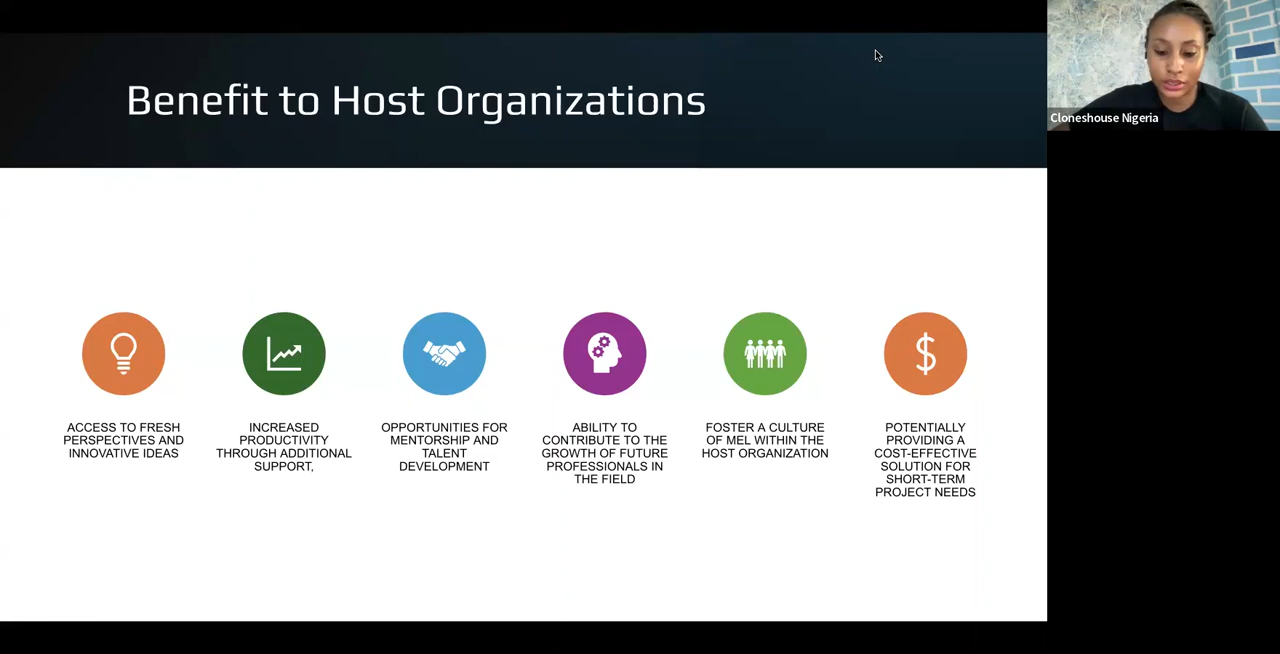 Benefit to Host Organizations
Cloneshouse Nigeria
ACCESS TO FRESH
PERSPECTIVES AND
INNOVATIVE IDEAS
INCREASED
PRODUCTIVITY
THROUGH ADDITIONAL
SUPPORT,
OPPORTUNITIES FOR
MENTORSHIP AND
TALENT
DEVELOPMENT
ABILITY TO
CONTRIBUTE TO THE
GROWTH OF FUTURE
PROFESSIONALS IN
THE FIELD
FOSTER A CULTURE
OF MEL WITHIN THE
HOST ORGANIZATION
POTENTIALLY
PROVIDING A
COST-EFFECTIVE
SOLUTION FOR
SHORT-TERM
PROJECT NEEDS